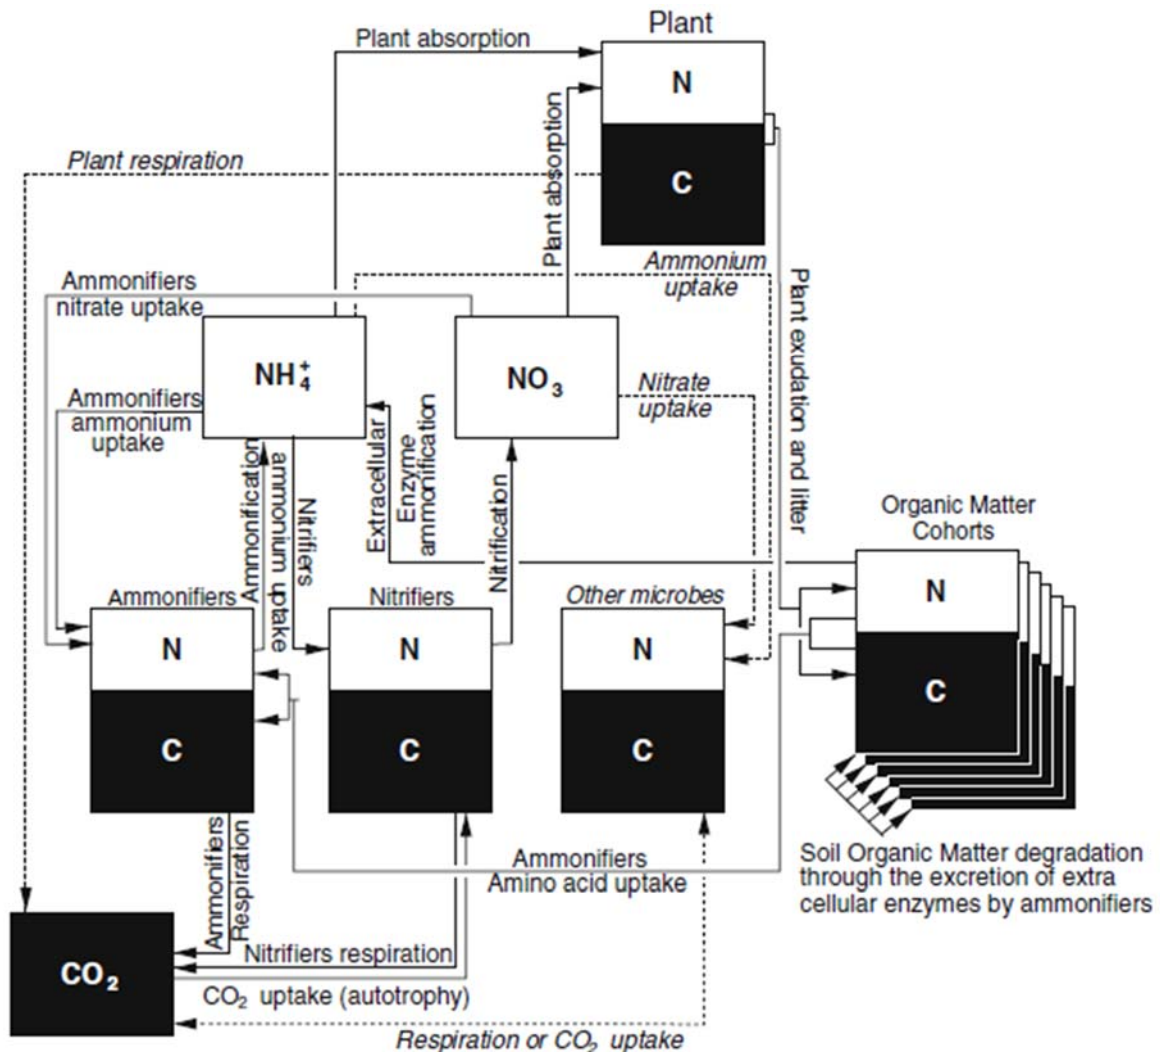 Plant
Plant absorption
N
Plant absorption
Plant respiration
C
Ammonium
uptake
Ammonifiers
nitrate uptake
Plant exudation and litter
NH₄⁺
NO₃
Nitrate
uptake
Ammonifiers
ammonium
uptake
Extracellular
Enzyme
ammonification
Ammonification
Nitrifiers
ammonium uptake
Nitrification
Organic Matter
Cohorts
Ammonifiers
Nitrifiers
Other microbes
N
N
N
N
C
C
C
C
Ammonifiers
Respiration
Ammonifiers
Amino acid uptake
Soil Organic Matter degradation
through the excretion of extra
cellular enzymes by ammonifiers
Nitrifiers respiration
CO₂
CO₂ uptake (autotrophy)
Respiration or CO₂ uptake